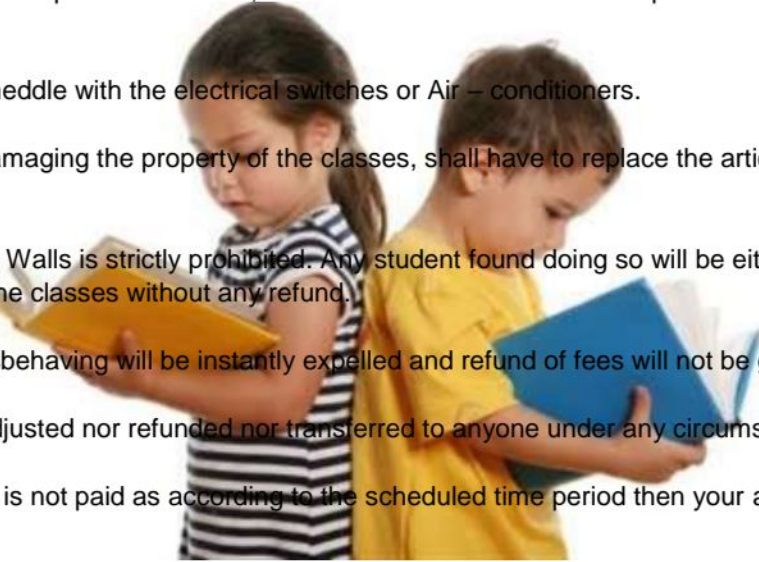 eddle with the electrical switches or Air – conditioners.
maging the property of the classes, shall have to replace the arti
Walls is strictly prohibited. Any student found doing so will be eit
he classes without any refund.
behaving will be instantly expelled and refund of fees will not be
justed nor refunded nor transferred to anyone under any circums
is not paid as according to the scheduled time period then your a